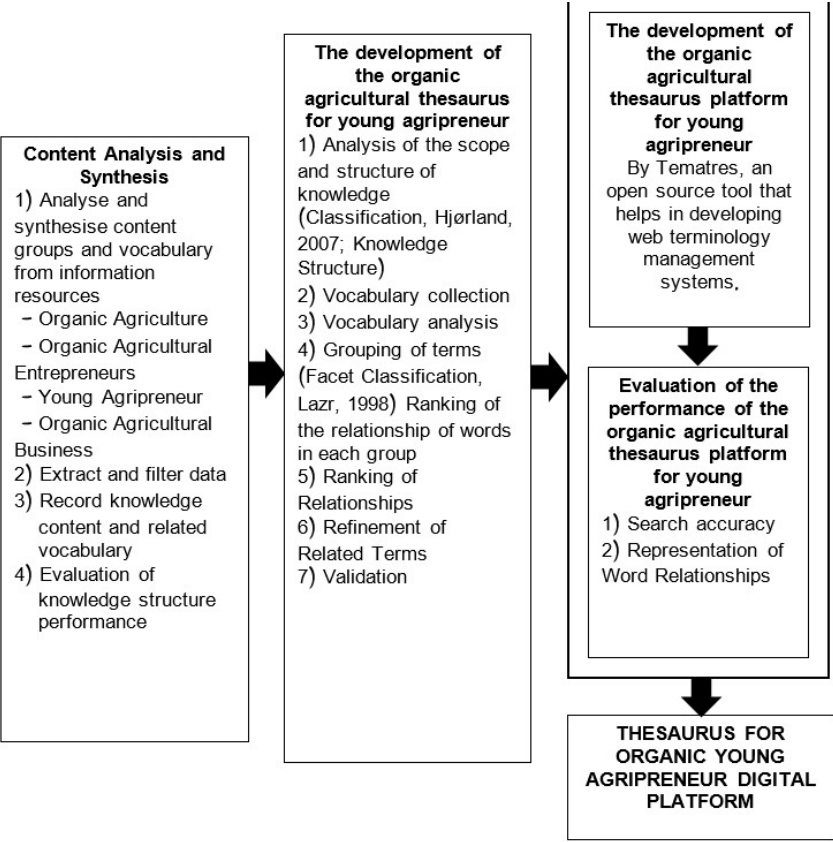 Content Analysis and
Synthesis
1) Analyse and
synthesise content
groups and vocabulary
from information
resources
– Organic Agriculture
– Organic Agricultural
Entrepreneurs
– Young Agripreneur
– Organic Agricultural
Business
2) Extract and filter data
3) Record knowledge
content and related
vocabulary
4) Evaluation of
knowledge structure
performance
The development of
the organic
agricultural thesaurus
for young agripreneur
1) Analysis of the scope
and structure of
knowledge
(Classification, Hjørland,
2007; Knowledge
Structure)
2) Vocabulary collection
3) Vocabulary analysis
4) Grouping of terms
(Facet Classification,
Lazr, 1998) Ranking of
the relationship of words
in each group
5) Ranking of
Relationships
6) Refinement of
Related Terms
7) Validation
The development of
the organic
agricultural
thesaurus platform
for young
agripreneur
By Tematres, an
open source tool that
helps in developing
web terminology
management
systems.
Evaluation of the
performance of the
organic agricultural
thesaurus platform
for young
agripreneur
1) Search accuracy
2) Representation of
Word Relationships
THESAURUS FOR
ORGANIC YOUNG
AGRIPRENEUR DIGITAL
PLATFORM